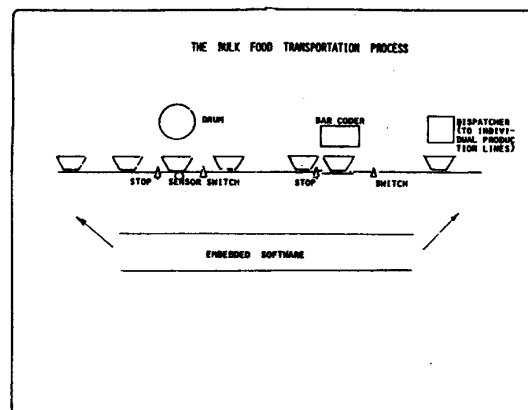 THE BULK FOOD TRANSPORTATION PROCESS
DRUM
BAR CODER
DISPATCHER
(TO INDIVI-
DUAL PRODUC
TION LINES)
STOP
SENSOR
SWITCH
STOP
SWITCH
EMBEDDED SOFTWARE